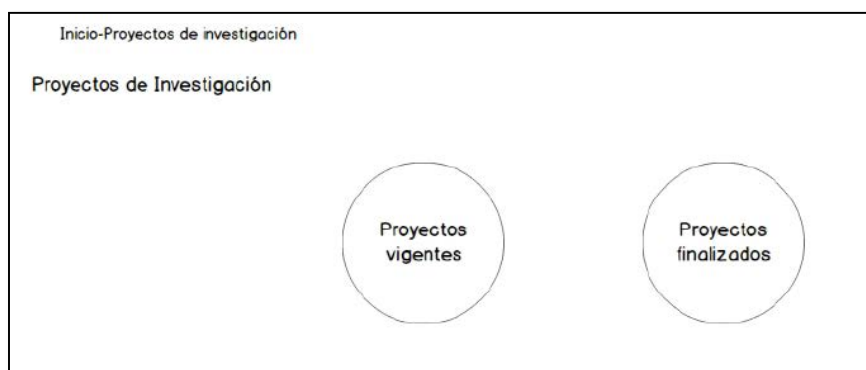 Inicio-Proyectos de investigación
Proyectos de Investigación
Proyectos
vigentes
Proyectos
finalizados